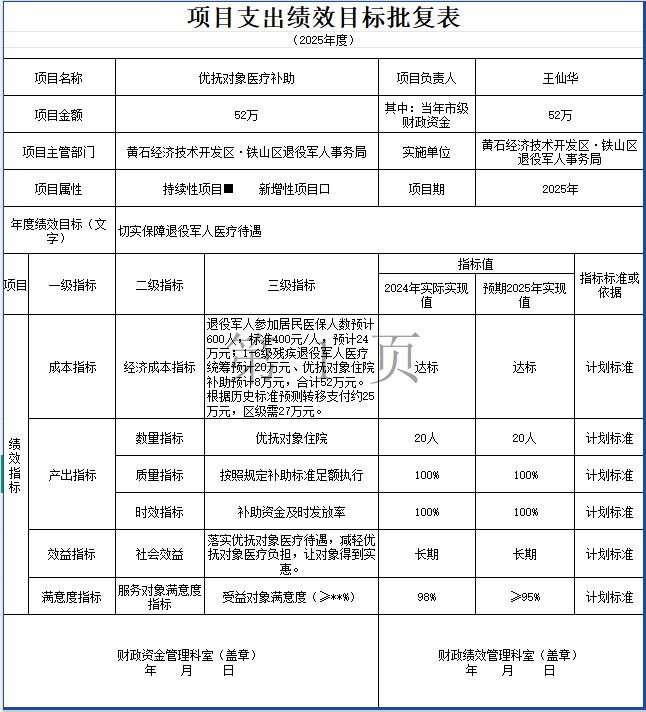 项目支出绩效目标批复表
（2025年度）
项目名称
优抚对象医疗补助
项目负责人
王仙华
项目金额
52万
其中：当年市级
财政资金
52万
项目主管部门
黄石经济技术开发区·铁山区退役军人事务局
实施单位
黄石经济技术开发区·铁山区
退役军人事务局
项目属性
持续性项目■ 新增性项目口
项目期
2025年
年度绩效目标（文
字）
切实保障退役军人医疗待遇
项目
一级指标
二级指标
三级指标
指标值
2024年实际实现
值
预期2025年实现
值
指标标准或
依据
绩
效
指
标
成本指标
经济成本指标
退役军人参加居民医保人数预计
600人，标准400元/人，预计24
万元；1-6级残疾退役军人医疗
统筹预计20万元、优抚对象住院
补助预计8万元，合计52万元。
根据历史标准预测转移支付约25
万元，区级需27万元。
达标
达标
计划标准
产出指标
数量指标
优抚对象住院
20人
20人
计划标准
质量指标
按照规定补助标准足额执行
100%
100%
计划标准
时效指标
补助资金及时发放率
100%
100%
计划标准
效益指标
社会效益
落实优抚对象医疗待遇，减轻优
抚对象医疗负担，让对象得到实
惠。
长期
长期
计划标准
满意度指标
服务对象满意度
指标
受益对象满意度（≥**%）
98%
≥95%
计划标准
财政资金管理科室（盖章）
年 月 日
财政绩效管理科室（盖章）
年 月 日
第 1 页